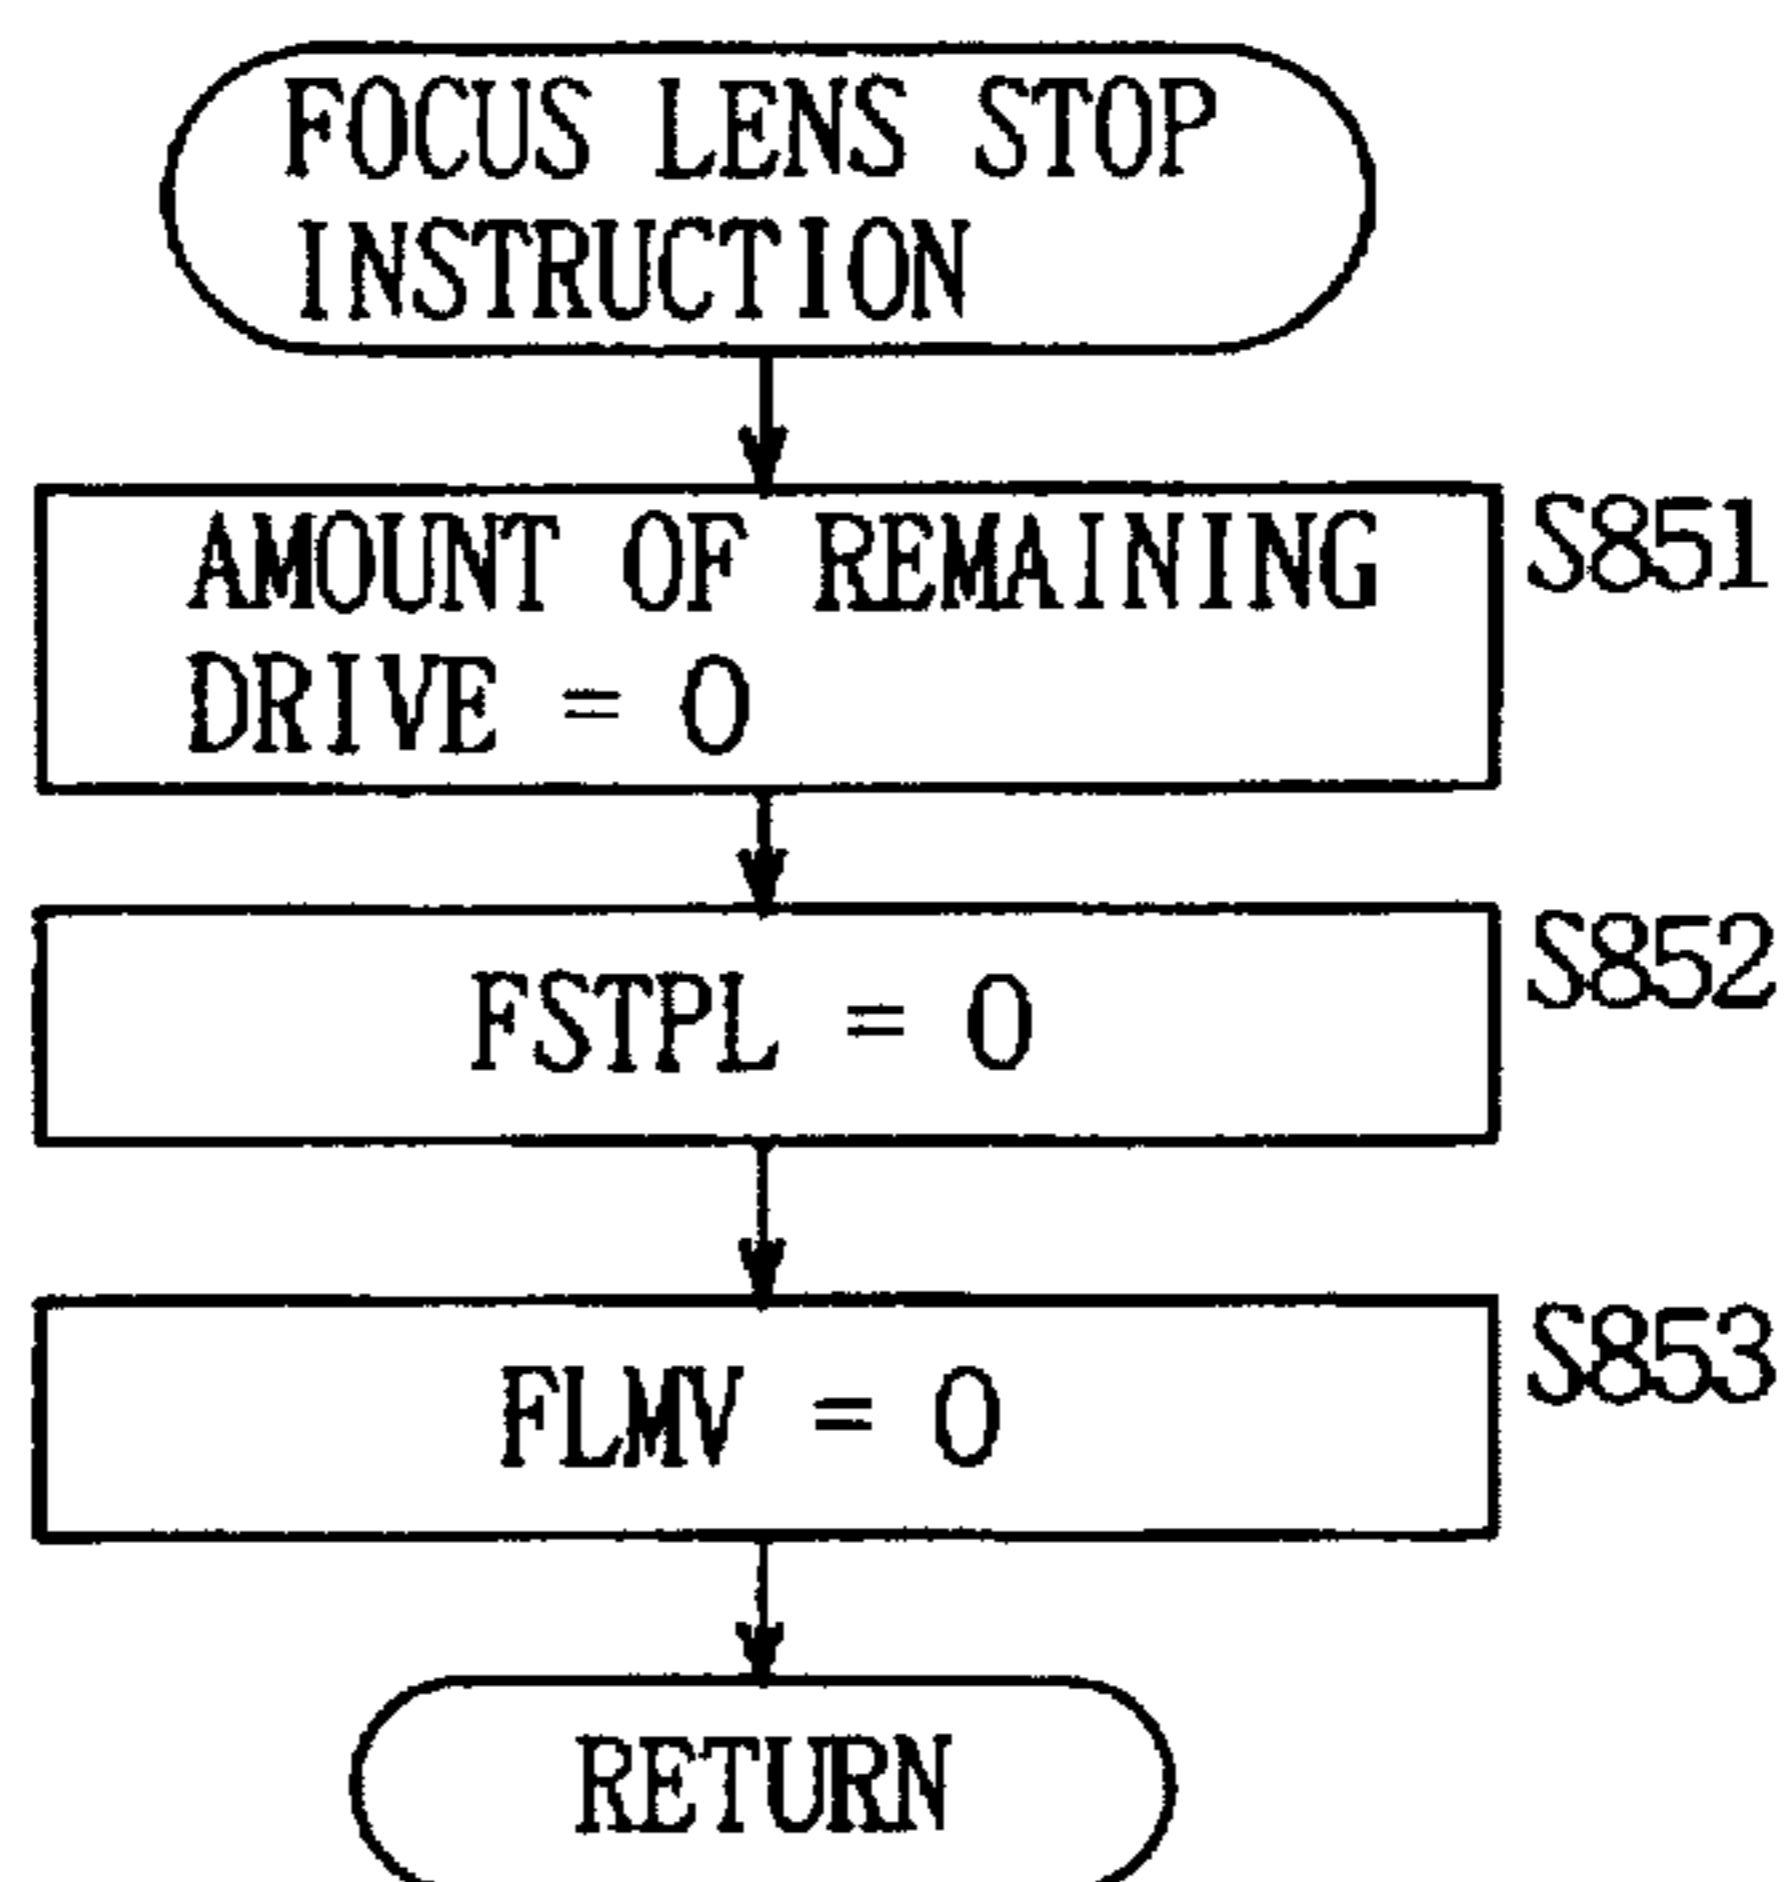 FOCUS LENS STOP
INSTRUCTION
AMOUNT OF REMAINING
DRIVE = 0
S851
FSTPL = 0
S852
FLMV = 0
S853
RETURN